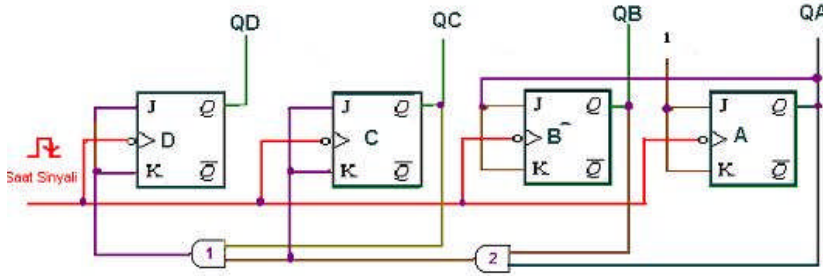 QD QC QB 1 QA
J Q J Q J Q J Q
D C B A
K Q̅ K Q̅ K Q̅ K Q̅
Saat Sinyali
1 2